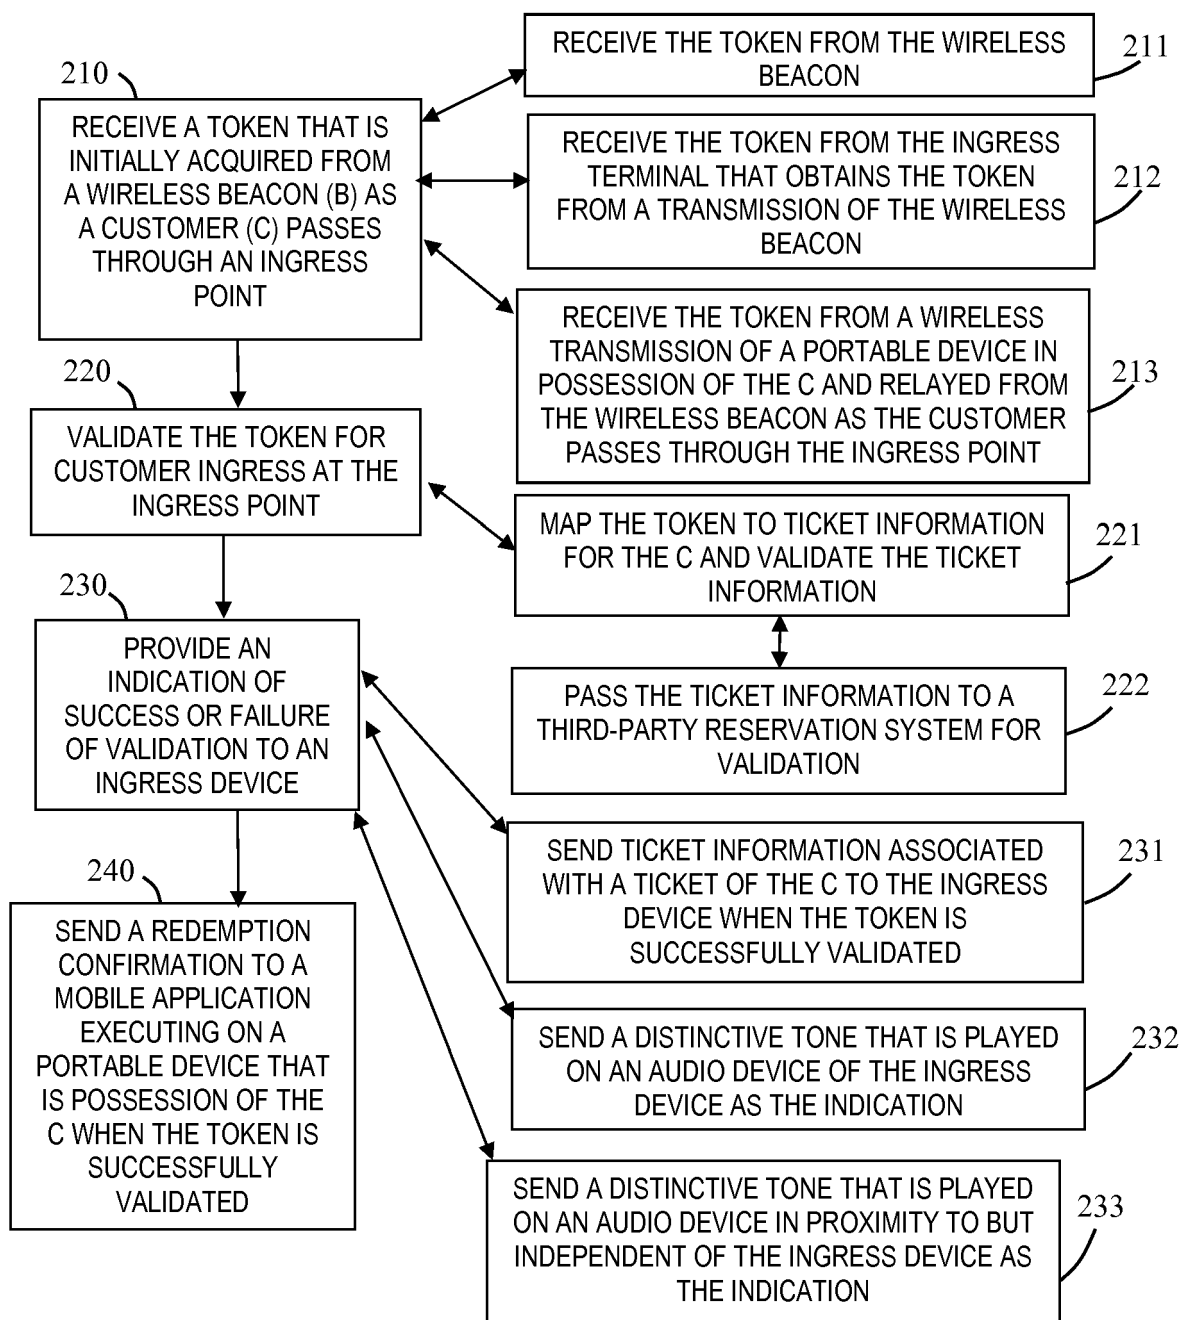 210
RECEIVE A TOKEN THAT IS
INITIALLY ACQUIRED FROM
A WIRELESS BEACON (B) AS
A CUSTOMER (C) PASSES
THROUGH AN INGRESS
POINT
RECEIVE THE TOKEN FROM THE WIRELESS
BEACON
211
RECEIVE THE TOKEN FROM THE INGRESS
TERMINAL THAT OBTAINS THE TOKEN
FROM A TRANSMISSION OF THE WIRELESS
BEACON
212
RECEIVE THE TOKEN FROM A WIRELESS
TRANSMISSION OF A PORTABLE DEVICE IN
POSSESSION OF THE C AND RELAYED FROM
THE WIRELESS BEACON AS THE CUSTOMER
PASSES THROUGH THE INGRESS POINT
213
220
VALIDATE THE TOKEN FOR
CUSTOMER INGRESS AT THE
INGRESS POINT
MAP THE TOKEN TO TICKET INFORMATION
FOR THE C AND VALIDATE THE TICKET
INFORMATION
221
PASS THE TICKET INFORMATION TO A
THIRD-PARTY RESERVATION SYSTEM FOR
VALIDATION
222
230
PROVIDE AN
INDICATION OF
SUCCESS OR FAILURE
OF VALIDATION TO AN
INGRESS DEVICE
SEND TICKET INFORMATION ASSOCIATED
WITH A TICKET OF THE C TO THE INGRESS
DEVICE WHEN THE TOKEN IS
SUCCESSFULLY VALIDATED
231
SEND A DISTINCTIVE TONE THAT IS PLAYED
ON AN AUDIO DEVICE OF THE INGRESS
DEVICE AS THE INDICATION
232
SEND A DISTINCTIVE TONE THAT IS PLAYED
ON AN AUDIO DEVICE IN PROXIMITY TO BUT
INDEPENDENT OF THE INGRESS DEVICE AS
THE INDICATION
233
240
SEND A REDEMPTION
CONFIRMATION TO A
MOBILE APPLICATION
EXECUTING ON A
PORTABLE DEVICE THAT
IS POSSESSION OF THE
C WHEN THE TOKEN IS
SUCCESSFULLY
VALIDATED